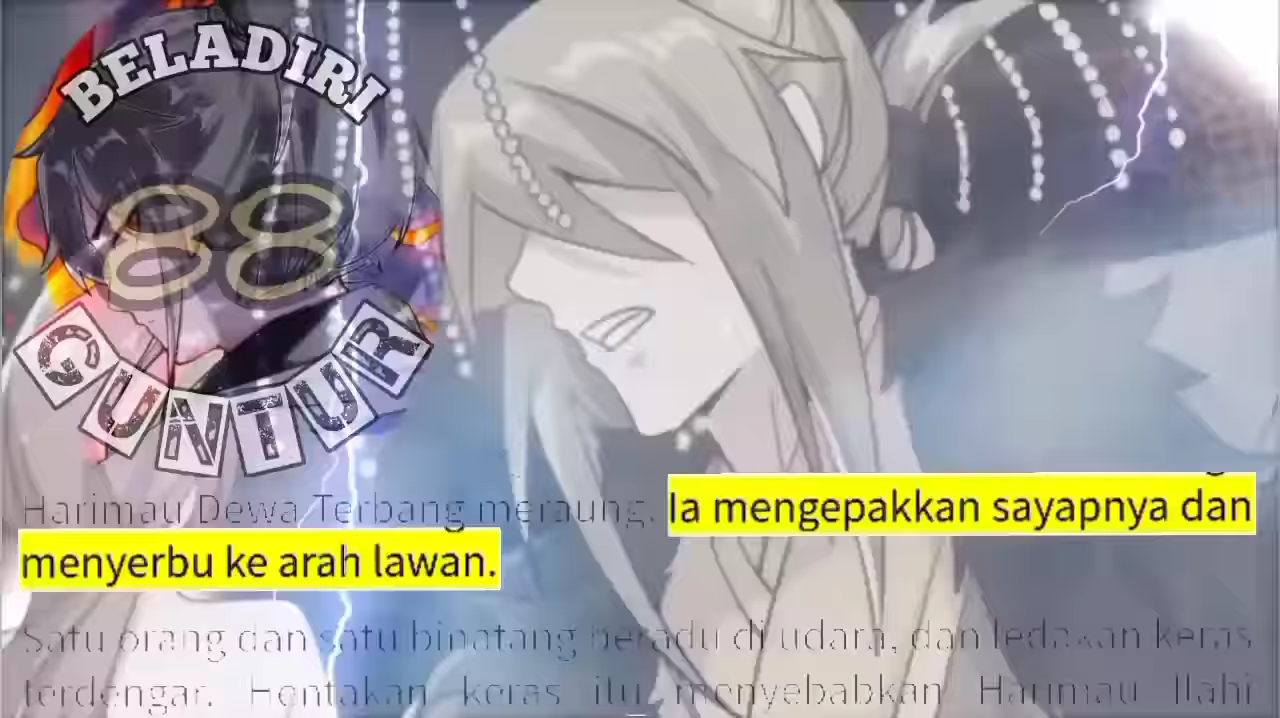 BELADIRI
88
GUNTUR
Harimau Dewa Terbang meraung. Ia mengepakkan sayapnya dan
menyerbu ke arah lawan.
Satu orang dan satu binatang beradu di udara, dan ledakan keras
terdengar. Hentakan keras itu menyebabkan Harimau Ilahi